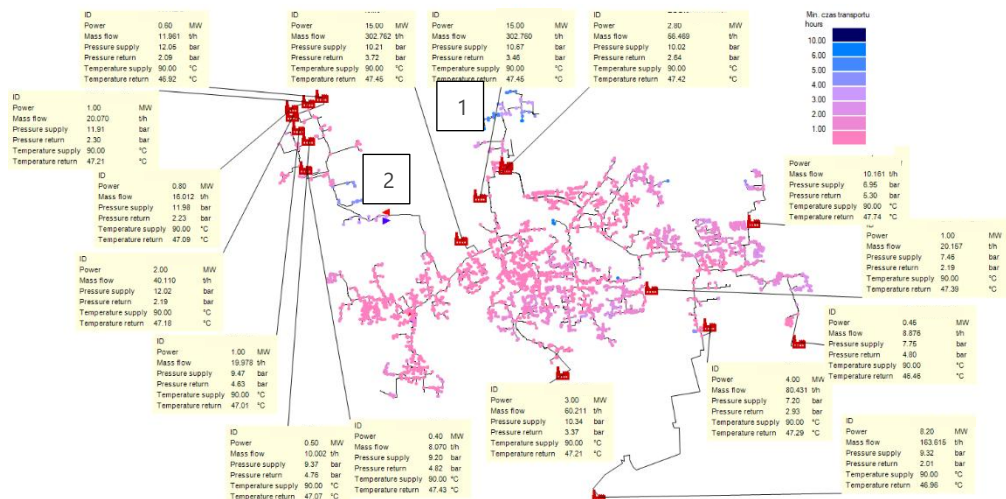 ID
Power 0.60 MW
Mass flow 11.961 t/h
Pressure supply 12.05 bar
Pressure return 2.09 bar
Temperature supply 90.00 °C
Temperature return 46.92 °C
ID
Power 15.00 MW
Mass flow 302.762 t/h
Pressure supply 10.21 bar
Pressure return 3.72 bar
Temperature supply 90.00 °C
Temperature return 47.45 °C
ID
Power 15.00 MW
Mass flow 302.760 t/h
Pressure supply 10.67 bar
Pressure return 3.46 bar
Temperature supply 90.00 °C
Temperature return 47.45 °C
ID
Power 2.80 MW
Mass flow 56.469 t/h
Pressure supply 10.02 bar
Pressure return 2.64 bar
Temperature supply 90.00 °C
Temperature return 47.42 °C
Min. czas transportu
hours
10.00
6.00
5.00
4.00
3.00
2.00
1.00
1
2
ID
Power 1.00 MW
Mass flow 20.070 t/h
Pressure supply 11.91 bar
Pressure return 2.30 bar
Temperature supply 90.00 °C
Temperature return 47.21 °C
ID
Power 0.80 MW
Mass flow 16.012 t/h
Pressure supply 11.98 bar
Pressure return 2.23 bar
Temperature supply 90.00 °C
Temperature return 47.09 °C
ID
Power 2.00 MW
Mass flow 40.110 t/h
Pressure supply 12.02 bar
Pressure return 2.19 bar
Temperature supply 90.00 °C
Temperature return 47.18 °C
ID
Power 1.00 MW
Mass flow 19.978 t/h
Pressure supply 9.47 bar
Pressure return 4.63 bar
Temperature supply 90.00 °C
Temperature return 47.01 °C
ID
Power 0.50 MW
Mass flow 10.002 t/h
Pressure supply 9.37 bar
Pressure return 4.76 bar
Temperature supply 90.00 °C
Temperature return 47.07 °C
ID
Power 0.40 MW
Mass flow 8.070 t/h
Pressure supply 9.20 bar
Pressure return 4.82 bar
Temperature supply 90.00 °C
Temperature return 47.43 °C
ID
Power 3.00 MW
Mass flow 60.211 t/h
Pressure supply 10.34 bar
Pressure return 3.37 bar
Temperature supply 90.00 °C
Temperature return 47.21 °C
Power MW
Mass flow 10.161 t/h
Pressure supply 6.95 bar
Pressure return 5.30 bar
Temperature supply 90.00 °C
Temperature return 47.74 °C
ID
Power 1.00 MW
Mass flow 20.167 t/h
Pressure supply 7.46 bar
Pressure return 2.19 bar
Temperature supply 90.00 °C
Temperature return 47.39 °C
ID
Power 0.45 MW
Mass flow 8.876 t/h
Pressure supply 7.75 bar
Pressure return 4.80 bar
Temperature supply 90.00 °C
Temperature return 46.46 °C
ID
Power 4.00 MW
Mass flow 80.431 t/h
Pressure supply 7.20 bar
Pressure return 2.93 bar
Temperature supply 90.00 °C
Temperature return 47.29 °C
ID
Power 8.20 MW
Mass flow 163.615 t/h
Pressure supply 9.32 bar
Pressure return 2.01 bar
Temperature supply 90.00 °C
Temperature return 46.96 °C